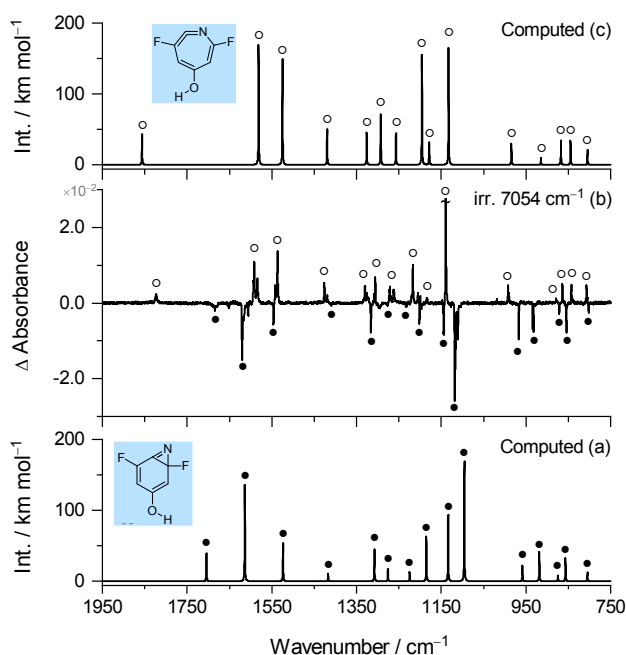 200
100
0
Int. / km mol⁻¹
Computed (c)
N
F
F
O
H
×10⁻²
2.0
0.0
-2.0
Δ Absorbance
irr. 7054 cm⁻¹ (b)
200
100
0
Int. / km mol⁻¹
Computed (a)
N
F
F
O
H
1950
1750
1550
1350
1150
950
750
Wavenumber / cm⁻¹